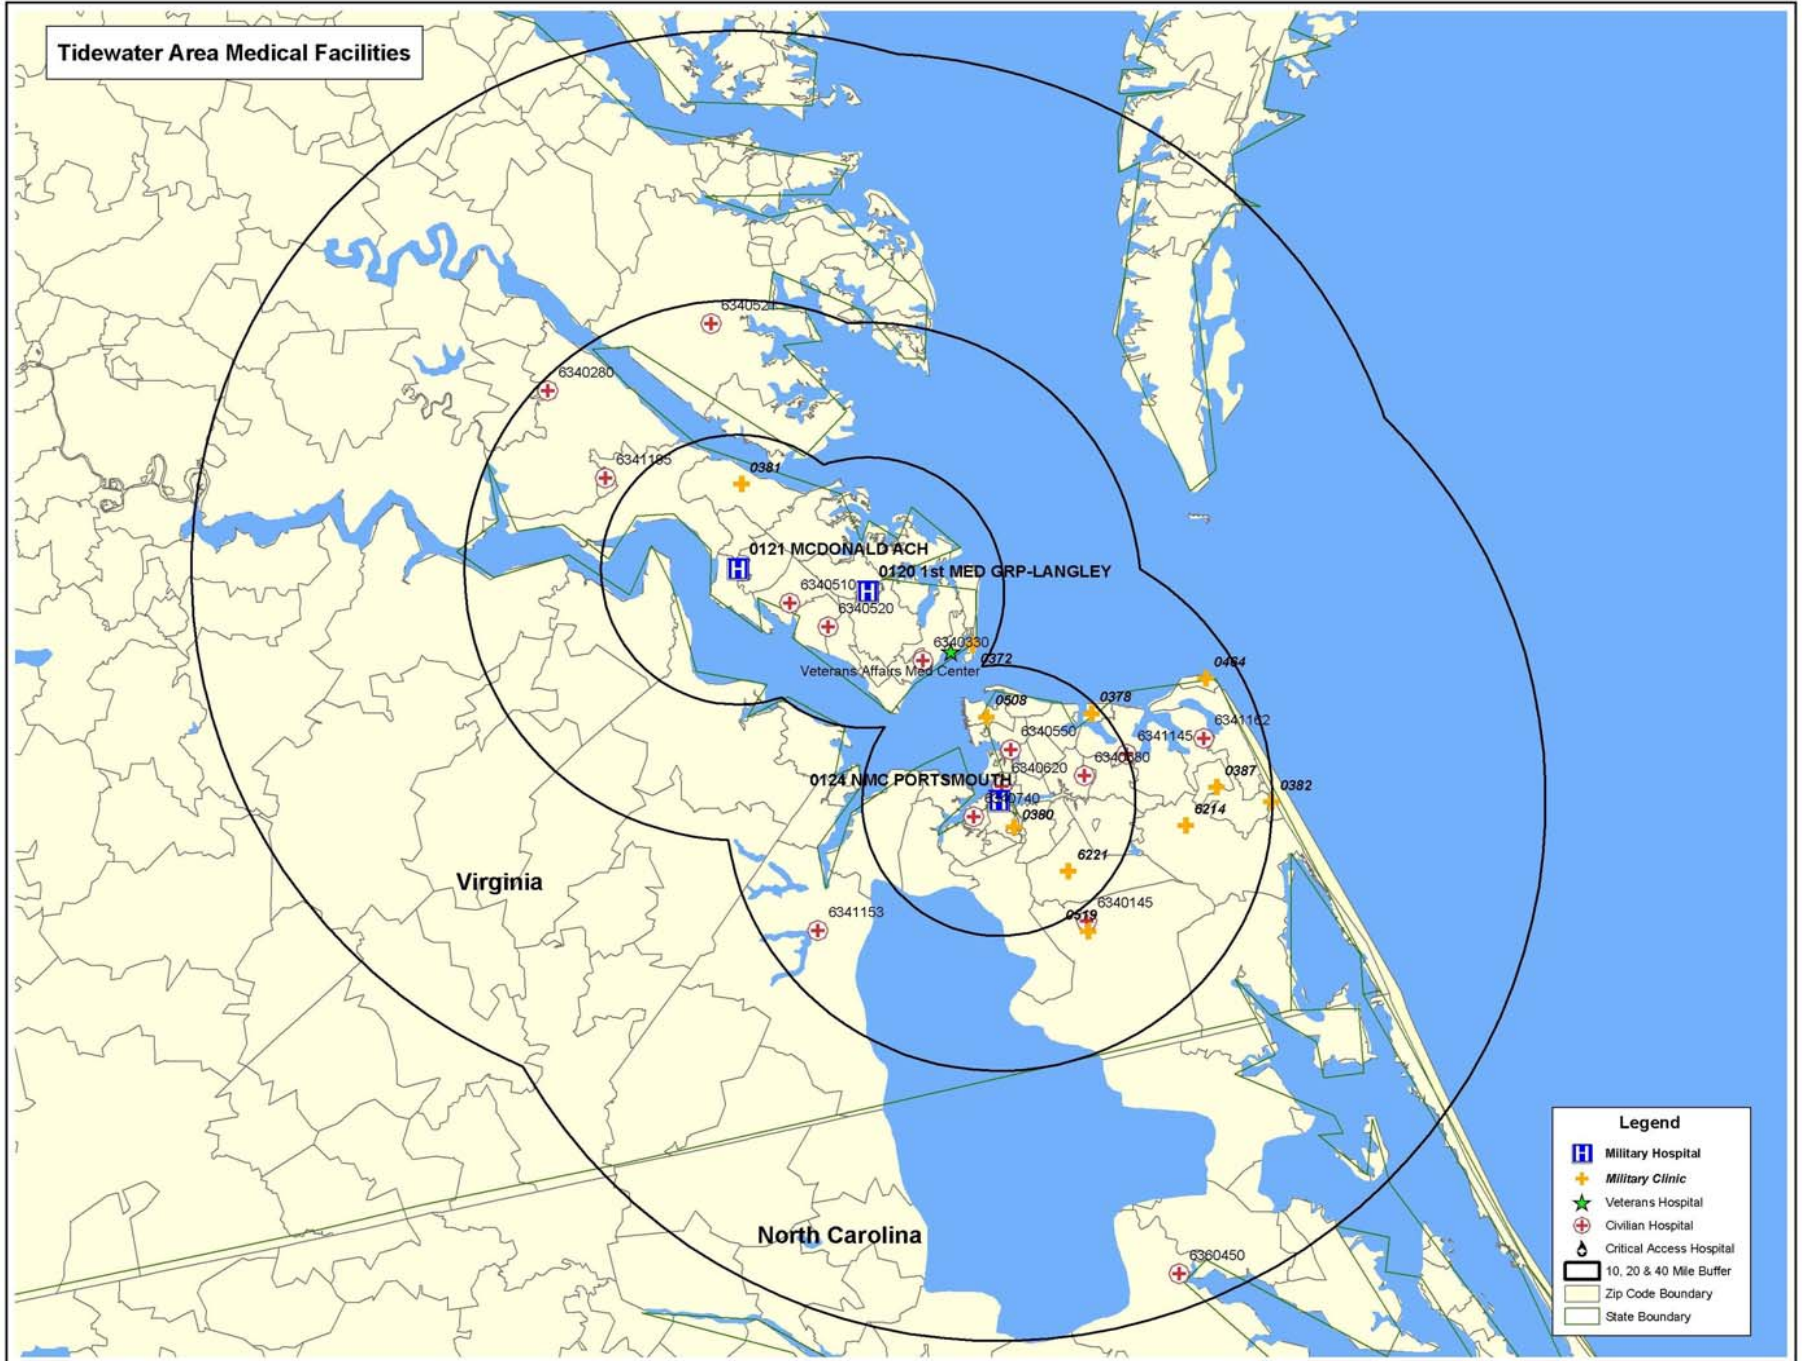 Tidewater Area Medical Facilities
6340280
6341195
0381
0121 MCDONALD ACH
0120 1st MED GRP-LANGLEY
6340510
6340520
6340330
0372
Veterans Affairs Med Center
0464
0508
0378
6341162
6340550
6341145
6340620
0124 NMC PORTSMOUTH
0387
0382
0380
6214
6221
Virginia
6341153
6340145
0519
North Carolina
6360450
Legend
Military Hospital
Military Clinic
Veterans Hospital
Civilian Hospital
Critical Access Hospital
10, 20 & 40 Mile Buffer
Zip Code Boundary
State Boundary